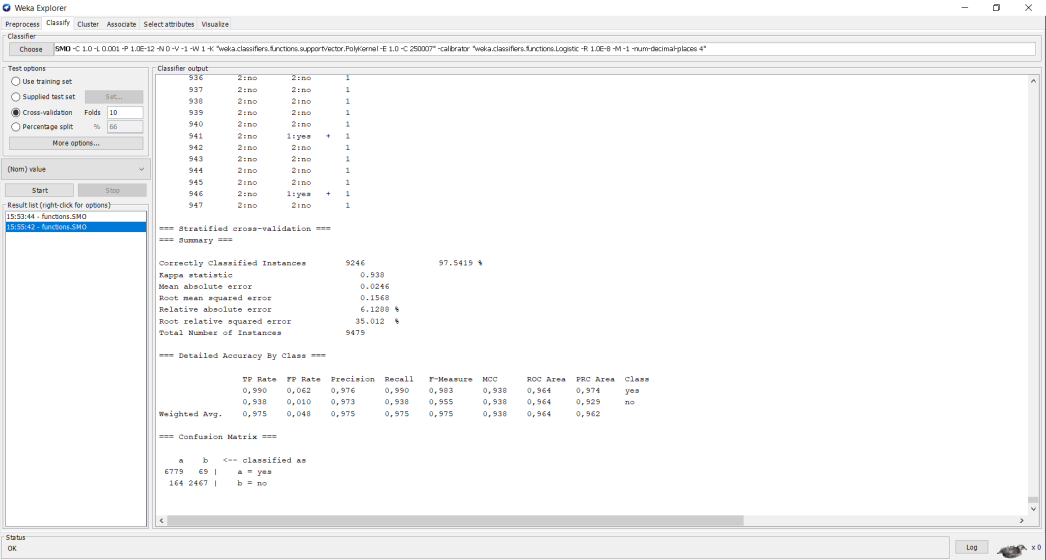 Weka Explorer
Preprocess Classify Cluster Associate Select attributes Visualize
Classifier
Choose SMO -C 1.0 -L 0.001 -P 1.0E-12 -N 0 -V -1 -W 1 -K "weka.classifiers.functions.supportVector.PolyKernel -E 1.0 -C 250007" -calibrator "weka.classifiers.functions.Logistic -R 1.0E-8 -M -1 -num-decimal-places 4"
Test options
Use training set
Supplied test set Set...
Cross-validation Folds 10
Percentage split % 66
More options...
(Nom) value
Start Stop
Result list (right-click for options)
15:53:44 - functions.SMO
15:55:42 - functions.SMO
Classifier output
936 2:no 2:no 1
937 2:no 2:no 1
938 2:no 2:no 1
939 2:no 2:no 1
940 2:no 2:no 1
941 2:no 1:yes + 1
942 2:no 2:no 1
943 2:no 2:no 1
944 2:no 2:no 1
945 2:no 2:no 1
946 2:no 1:yes + 1
947 2:no 2:no 1
=== Stratified cross-validation ===
=== Summary ===
Correctly Classified Instances 9246 97.5419 %
Kappa statistic 0.938
Mean absolute error 0.0246
Root mean squared error 0.1568
Relative absolute error 6.1288 %
Root relative squared error 35.012 %
Total Number of Instances 9479
=== Detailed Accuracy By Class ===
TP Rate FP Rate Precision Recall F-Measure MCC ROC Area PRC Area Class
0,990 0,062 0,976 0,990 0,983 0,938 0,964 0,974 yes
0,938 0,010 0,973 0,938 0,955 0,938 0,964 0,929 no
Weighted Avg. 0,975 0,048 0,975 0,975 0,975 0,938 0,964 0,962
=== Confusion Matrix ===
a b <-- classified as
6779 69 | a = yes
164 2467 | b = no
Status
OK
Log x 0